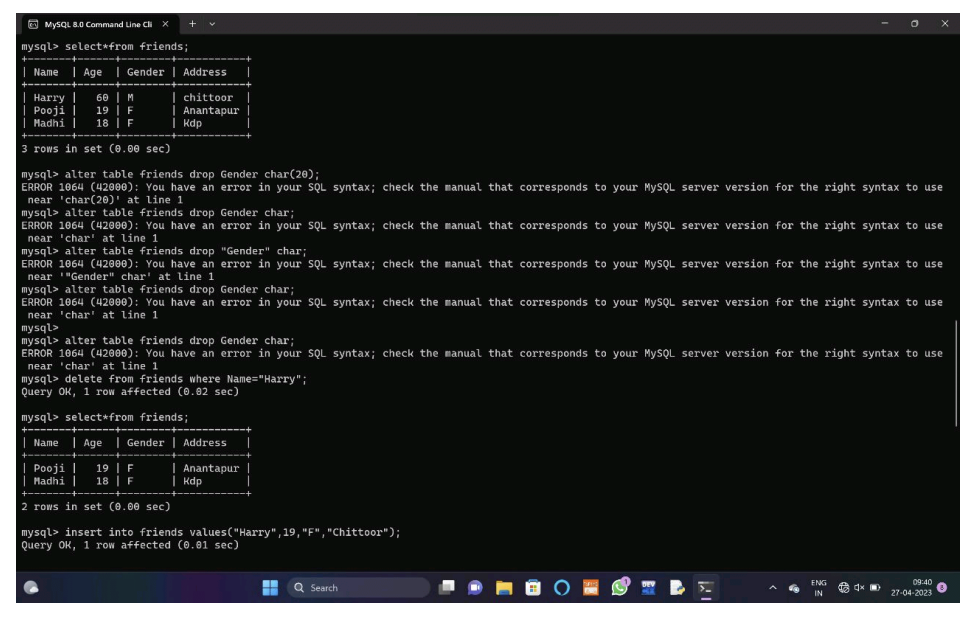 MySQL 8.0 Command Line Cli × + ⌄ − ×
mysql> select*from friends;
+-------+------+--------+-----------+
| Name  | Age  | Gender | Address   |
+-------+------+--------+-----------+
| Harry |   60 | M      | chittoor  |
| Pooji |   19 | F      | Anantapur |
| Madhi |   18 | F      | Kdp       |
+-------+------+--------+-----------+
3 rows in set (0.00 sec)
mysql> alter table friends drop Gender char(20);
ERROR 1064 (42000): You have an error in your SQL syntax; check the manual that corresponds to your MySQL server version for the right syntax to use
near 'char(20)' at line 1
mysql> alter table friends drop Gender char;
ERROR 1064 (42000): You have an error in your SQL syntax; check the manual that corresponds to your MySQL server version for the right syntax to use
near 'char' at line 1
mysql> alter table friends drop "Gender" char;
ERROR 1064 (42000): You have an error in your SQL syntax; check the manual that corresponds to your MySQL server version for the right syntax to use
near '"Gender" char' at line 1
mysql> alter table friends drop Gender char;
ERROR 1064 (42000): You have an error in your SQL syntax; check the manual that corresponds to your MySQL server version for the right syntax to use
near 'char' at line 1
mysql>
mysql> alter table friends drop Gender char;
ERROR 1064 (42000): You have an error in your SQL syntax; check the manual that corresponds to your MySQL server version for the right syntax to use
near 'char' at line 1
mysql> delete from friends where Name="Harry";
Query OK, 1 row affected (0.02 sec)
mysql> select*from friends;
+-------+------+--------+-----------+
| Name  | Age  | Gender | Address   |
+-------+------+--------+-----------+
| Pooji |   19 | F      | Anantapur |
| Madhi |   18 | F      | Kdp       |
+-------+------+--------+-----------+
2 rows in set (0.00 sec)
mysql> insert into friends values("Harry",19,"F","Chittoor");
Query OK, 1 row affected (0.01 sec)
Search
DEV
ENG
IN
09:40
27-04-2023